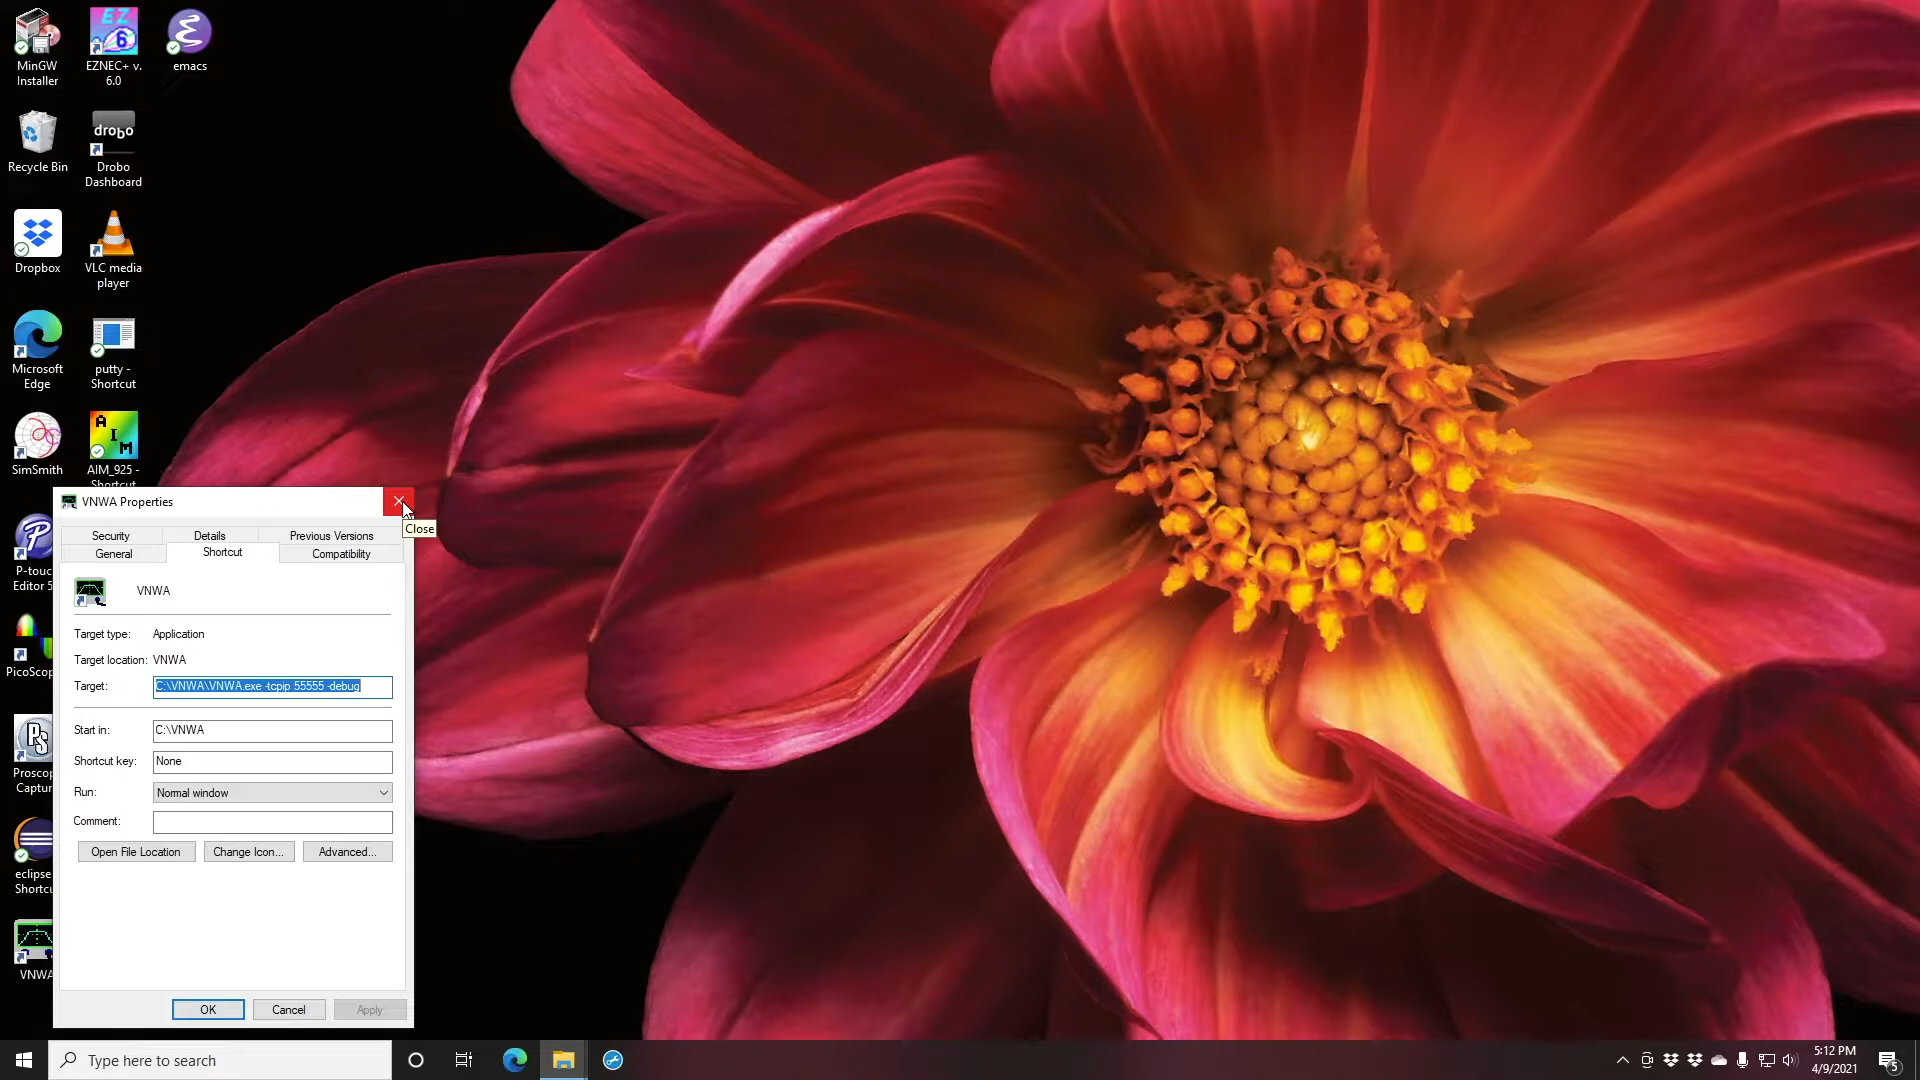 MinGW
Installer
EZ
6
EZNEC+ v.
6.0
emacs
Recycle Bin
drobo
Drobo
Dashboard
Dropbox
VLC media
player
Microsoft
Edge
putty -
Shortcut
SimSmith
A
I
M
AIM_925 -
Shortcut
P-touc
Editor 5
PicoScop
PS
Proscop
Captur
eclipse
Shortcu
VNWA
VNWA Properties
Close
Security
Details
Previous Versions
General
Shortcut
Compatibility
VNWA
Target type: Application
Target location: VNWA
Target: C:\VNWA\VNWA.exe -tcpip 55555 -debug
Start in: C:\VNWA
Shortcut key: None
Run: Normal window
Comment:
Open File Location
Change Icon...
Advanced...
OK
Cancel
Apply
Type here to search
5:12 PM
4/9/2021
5